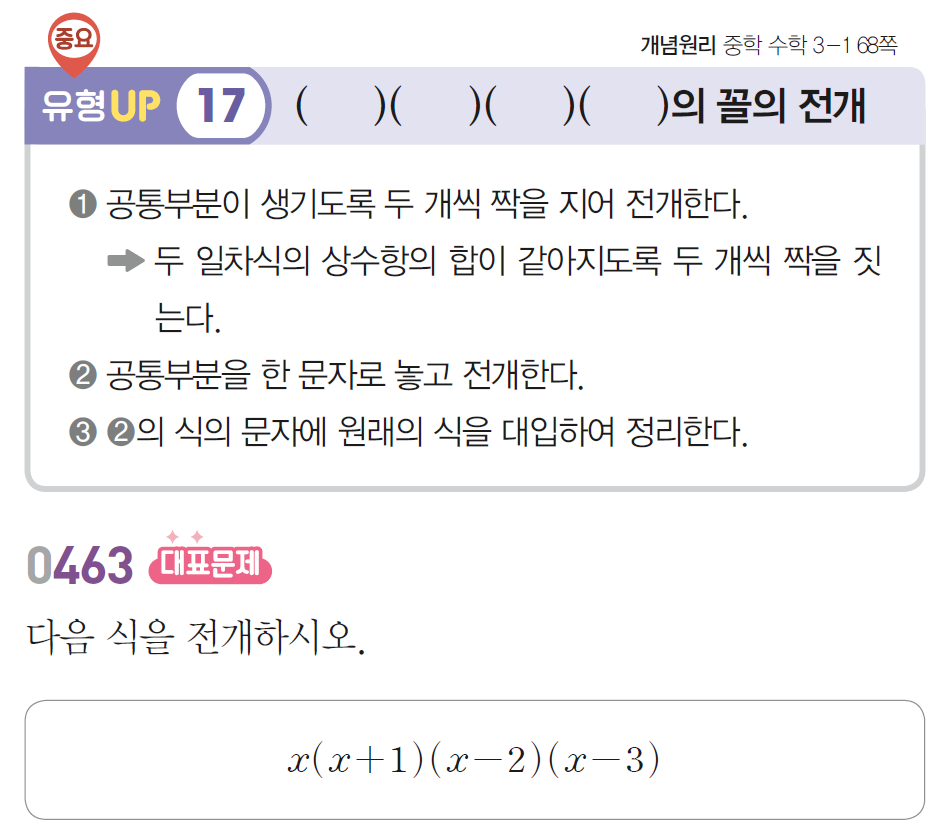 중요
개념원리 중학 수학 3-1 68쪽
유형UP 17 (   )(   )(   )(   )의 꼴의 전개
❶ 공통부분이 생기도록 두 개씩 짝을 지어 전개한다.
➡ 두 일차식의 상수항의 합이 같아지도록 두 개씩 짝을 짓
는다.
❷ 공통부분을 한 문자로 놓고 전개한다.
❸ ❷의 식의 문자에 원래의 식을 대입하여 정리한다.
0463 대표문제
다음 식을 전개하시오.
x(x+1)(x-2)(x-3)